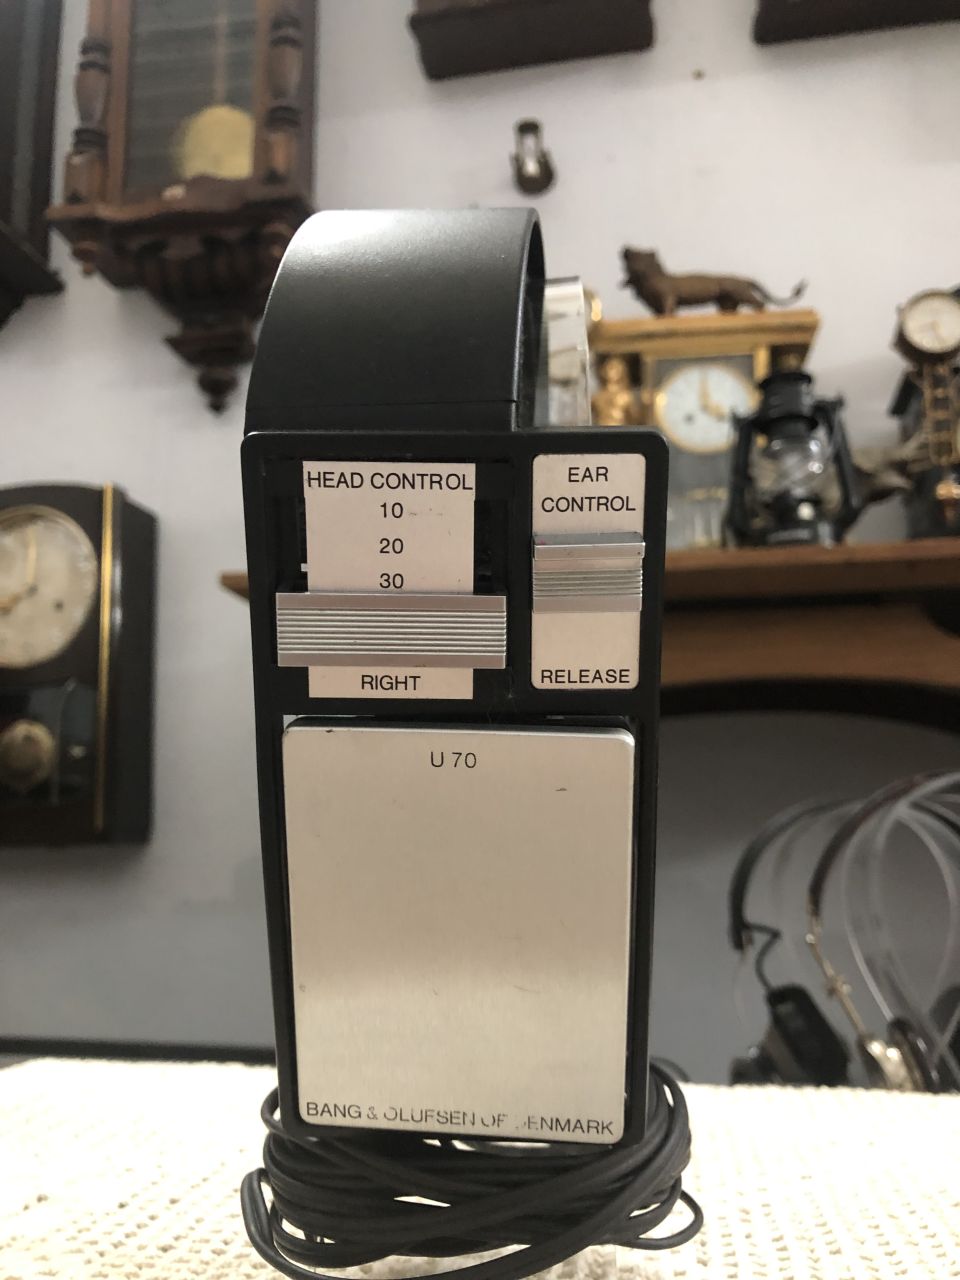 HEAD CONTROL
10
20
30
RIGHT
EAR
CONTROL
RELEASE
U 70
BANG & OLUFSEN OF DENMARK